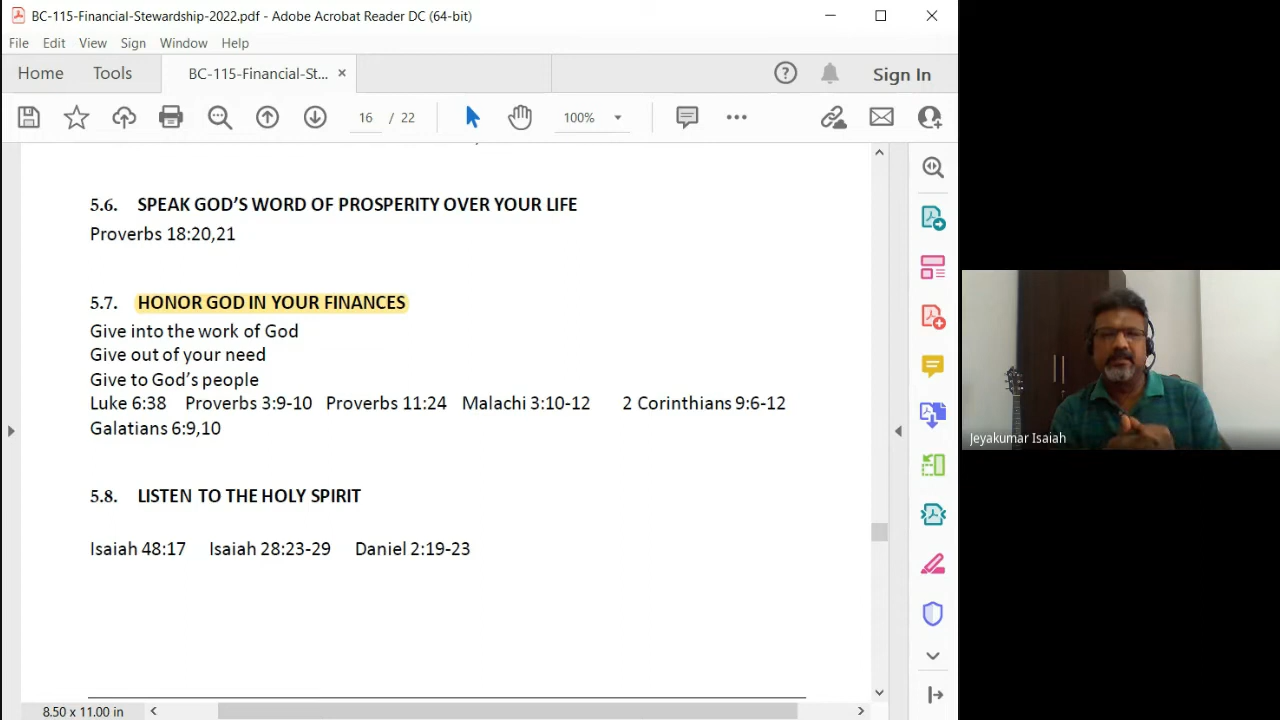 BC-115-Financial-Stewardship-2022.pdf - Adobe Acrobat Reader DC (64-bit)
File Edit View Sign Window Help
Home Tools BC-115-Financial-St... × Sign In
16 / 22 100%
5.6. SPEAK GOD'S WORD OF PROSPERITY OVER YOUR LIFE
Proverbs 18:20,21
5.7. HONOR GOD IN YOUR FINANCES
Give into the work of God
Give out of your need
Give to God's people
Luke 6:38 Proverbs 3:9-10 Proverbs 11:24 Malachi 3:10-12 2 Corinthians 9:6-12
Galatians 6:9,10
5.8. LISTEN TO THE HOLY SPIRIT
Isaiah 48:17 Isaiah 28:23-29 Daniel 2:19-23
8.50 x 11.00 in
Jeyakumar Isaiah